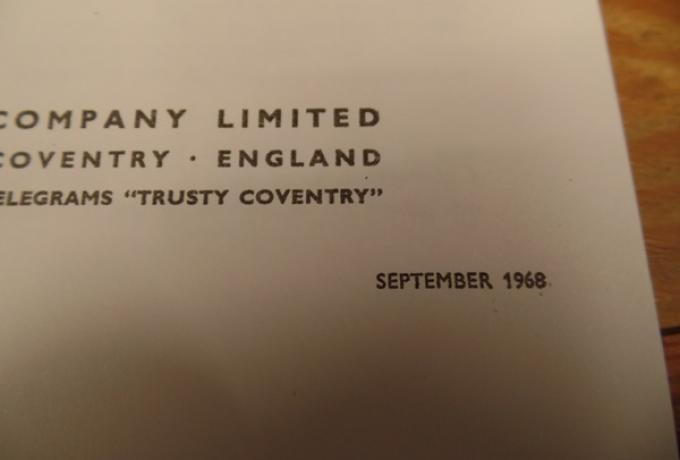 COMPANY LIMITED
COVENTRY · ENGLAND
ELEGRAMS “TRUSTY COVENTRY”
SEPTEMBER 1968